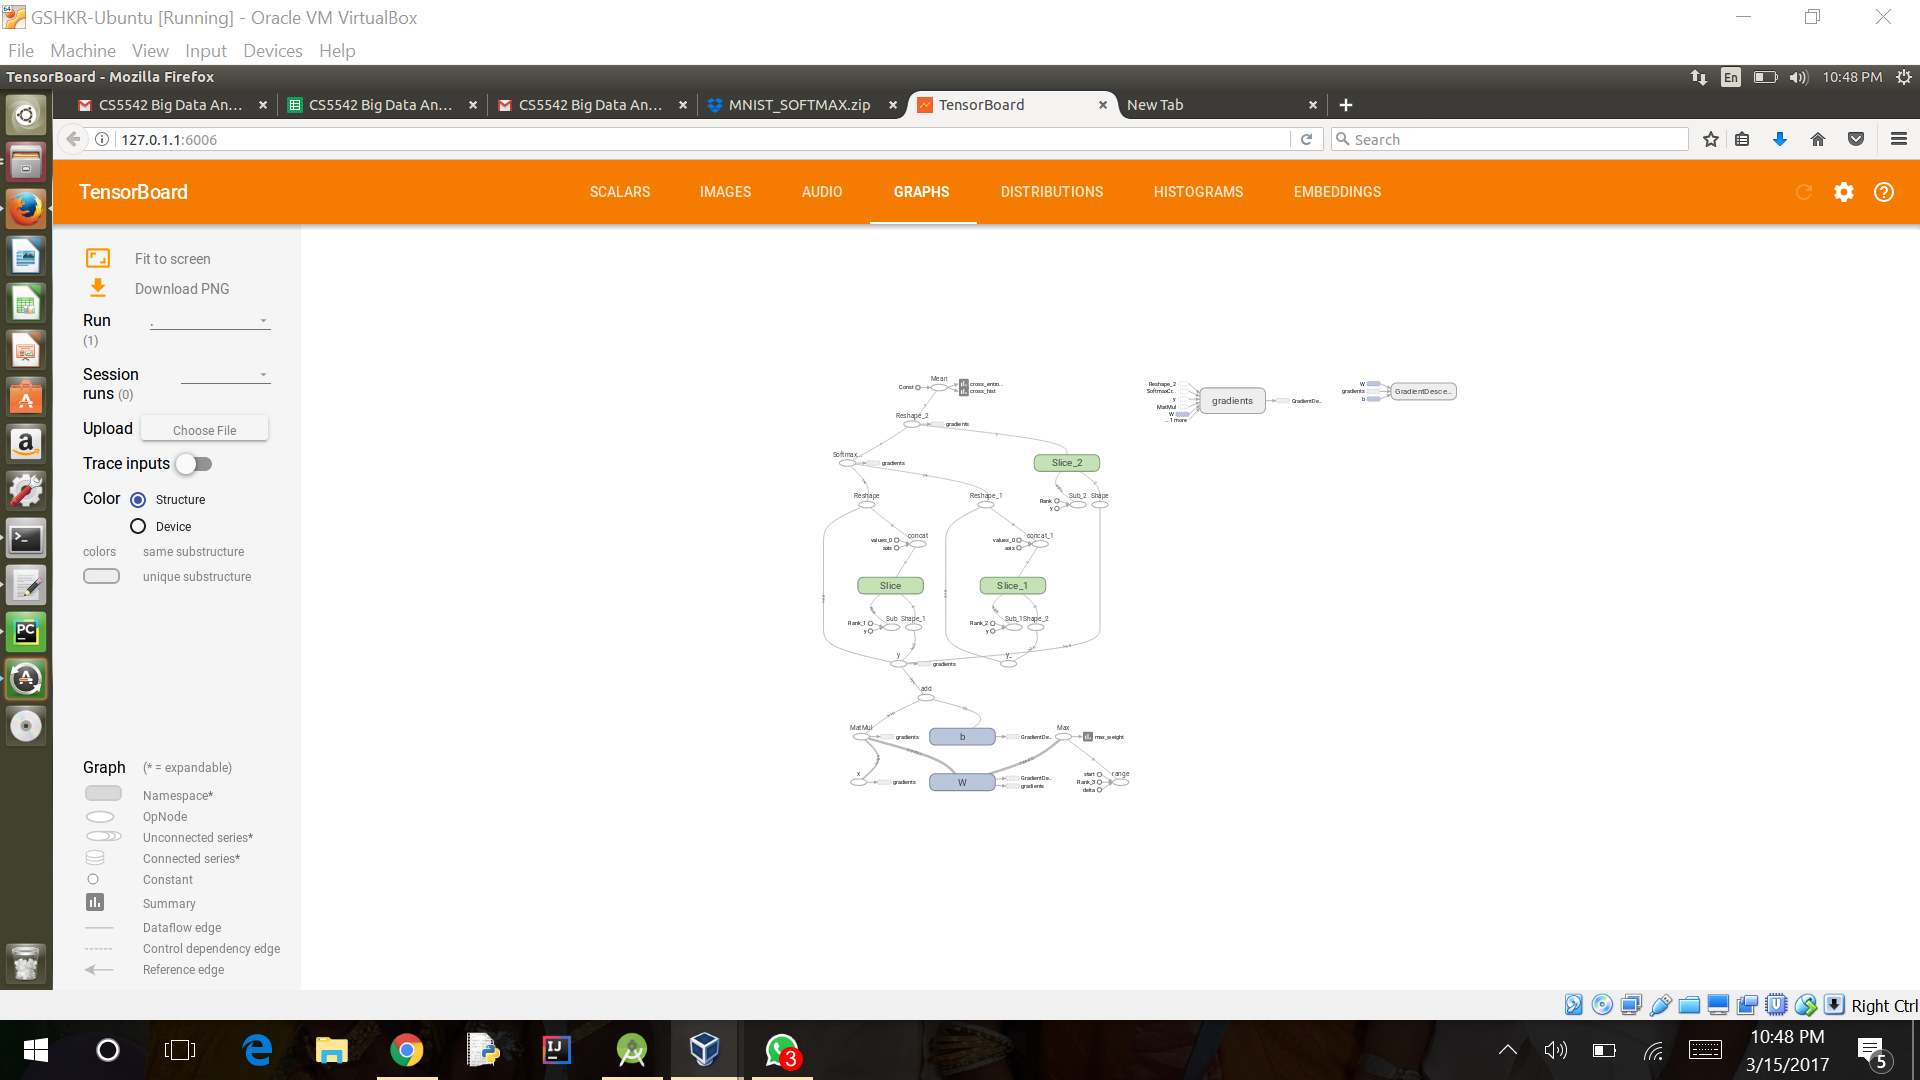 GSHKR-Ubuntu [Running] - Oracle VM VirtualBox
File Machine View Input Devices Help
TensorBoard - Mozilla Firefox
En
10:48 PM
CS5542 Big Data An...
CS5542 Big Data An...
CS5542 Big Data An...
MNIST_SOFTMAX.zip
TensorBoard
New Tab
127.0.1.1:6006
Search
TensorBoard
SCALARS
IMAGES
AUDIO
GRAPHS
DISTRIBUTIONS
HISTOGRAMS
EMBEDDINGS
Fit to screen
Download PNG
Run
(1)
.
Session
runs (0)
Upload
Choose File
Trace inputs
Color
Structure
Device
colors
same substructure
unique substructure
Graph
(* = expandable)
Namespace*
OpNode
Unconnected series*
Connected series*
Constant
Summary
Dataflow edge
Control dependency edge
Reference edge
Mean
Const
cross_entro...
cross_hist
Reshape_2
gradients
Softmax...
gradients
Slice_2
Reshape
Reshape_1
Rank
y
Sub_2
Shape
values_0
axis
concat
values_0
axis
concat_1
Slice
Slice_1
Rank_1
y
Sub
Shape_1
Rank_2
y
Sub_1
Shape_2
y
gradients
y_
add
MatMul
gradients
b
GradientDe...
Max
max_weight
x
gradients
W
GradientDe...
gradients
start
Rank_3
delta
range
Reshape_2
SoftmaxCr...
y
MatMul
W
... 1 more
gradients
GradientDe...
W
gradients
b
GradientDesce...
Right Ctrl
3
10:48 PM
3/15/2017
5